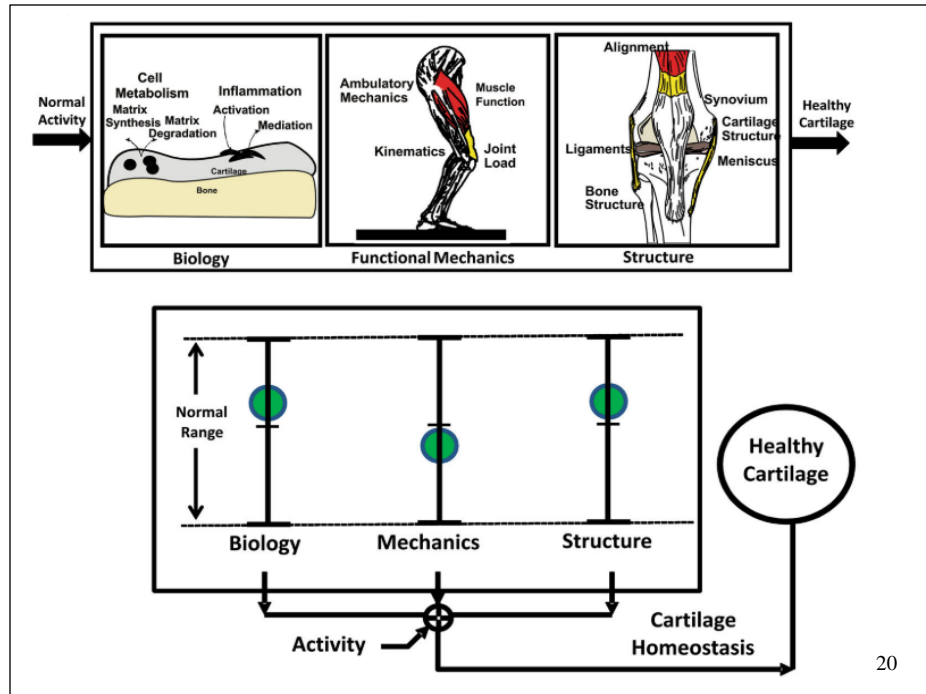 Normal
Activity
Cell
Metabolism
Matrix
Synthesis
Matrix
Degradation
Inflammation
Activation
Mediation
Cartilage
Bone
Biology
Ambulatory
Mechanics
Muscle
Function
Kinematics
Joint
Load
Functional Mechanics
Alignment
Synovium
Cartilage
Structure
Ligaments
Meniscus
Bone
Structure
Structure
Healthy
Cartilage
Normal
Range
Biology
Mechanics
Structure
Healthy
Cartilage
Activity
Cartilage
Homeostasis
20